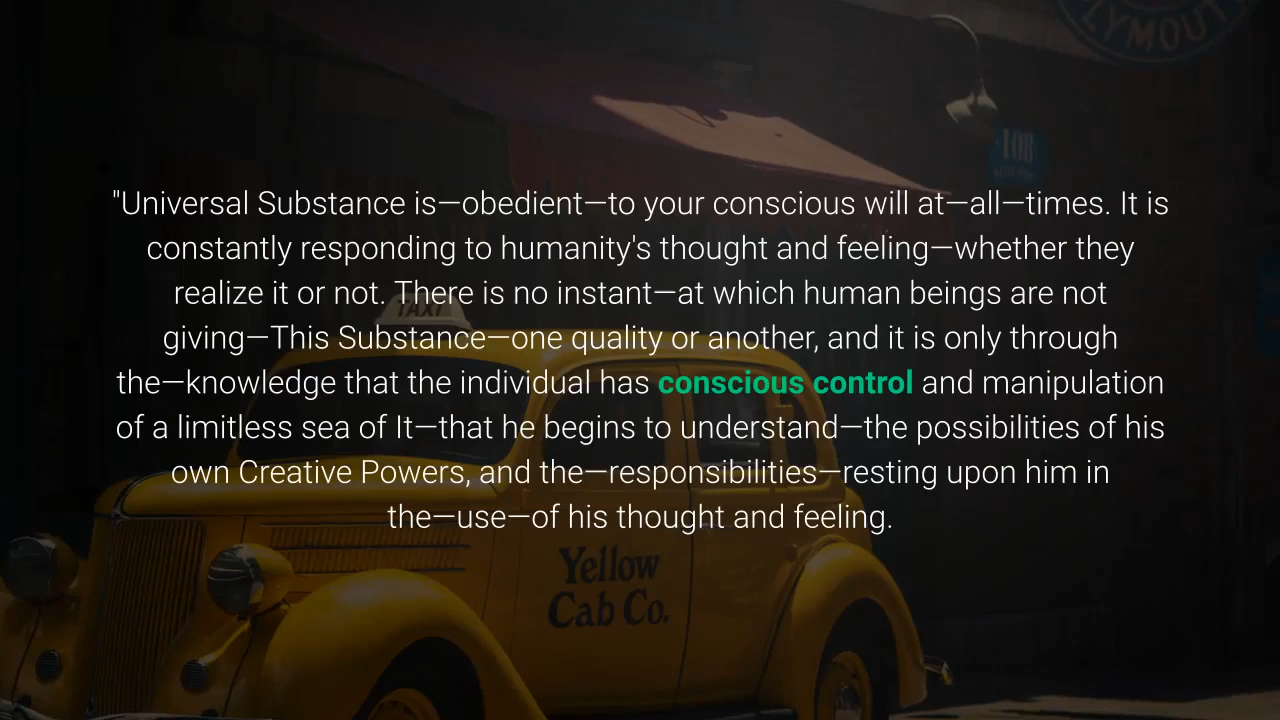 PLYMOUTH
108
"Universal Substance is—obedient—to your conscious will at—all—times. It is
constantly responding to humanity's thought and feeling—whether they
realize it or not. There is no instant—at which human beings are not
giving—This Substance—one quality or another, and it is only through
the—knowledge that the individual has conscious control and manipulation
of a limitless sea of It—that he begins to understand—the possibilities of his
own Creative Powers, and the—responsibilities—resting upon him in
the—use—of his thought and feeling.
TAXI
Yellow
Cab Co.